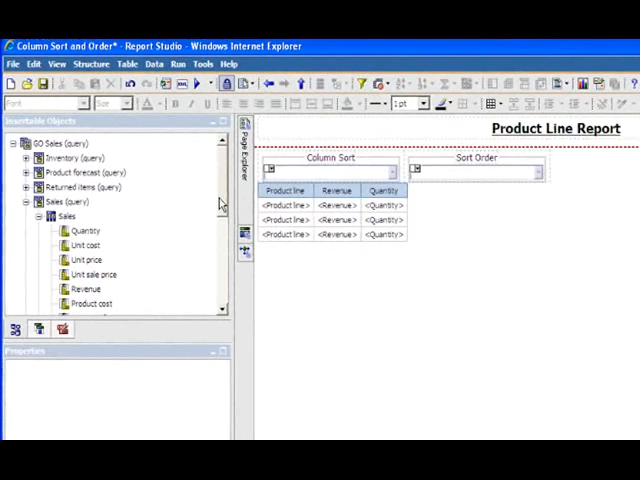 Column Sort and Order* - Report Studio - Windows Internet Explorer
File Edit View Structure Table Data Run Tools Help
Font Size 1pt
Insertable Objects
GO Sales (query)
Inventory (query)
Product forecast (query)
Returned items (query)
Sales (query)
Sales
Quantity
Unit cost
Unit price
Unit sale price
Revenue
Product cost
Properties
Page Explorer
Product Line Report
Column Sort Sort Order
Product line Revenue Quantity
<Product line> <Revenue> <Quantity>
<Product line> <Revenue> <Quantity>
<Product line> <Revenue> <Quantity>